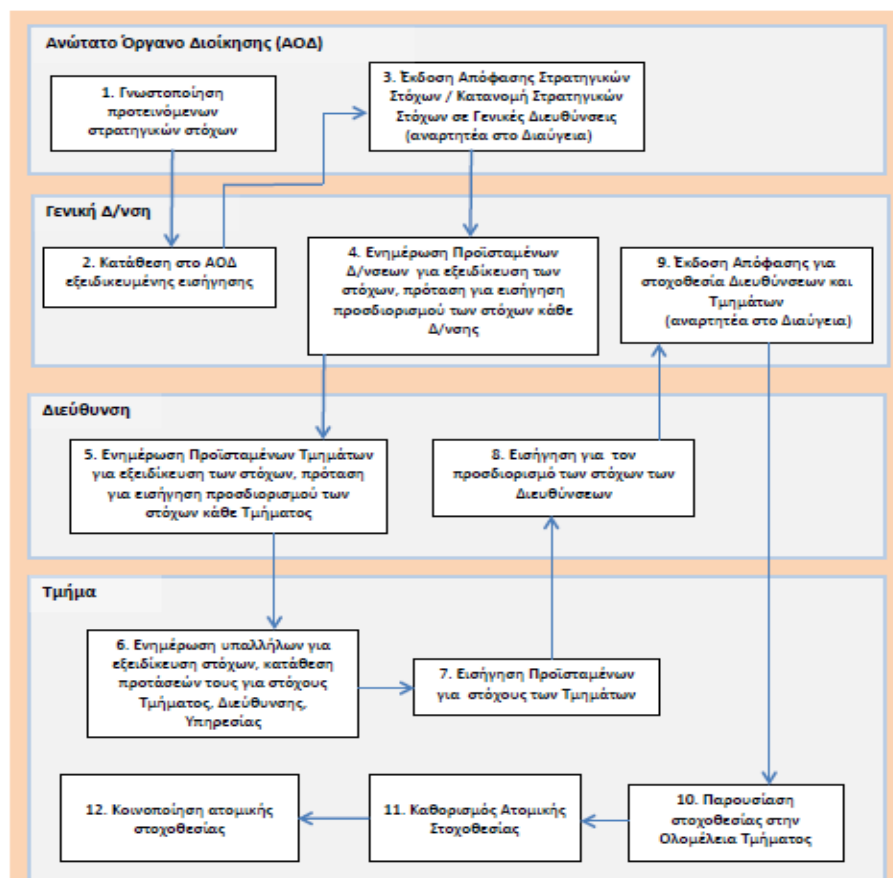 Ανώτατο Όργανο Διοίκησης (ΑΟΔ)
1. Γνωστοποίηση
προτεινόμενων
στρατηγικών στόχων
3. Έκδοση Απόφασης Στρατηγικών
Στόχων / Κατανομή Στρατηγικών
Στόχων σε Γενικές Διευθύνσεις
(αναρτητέα στο Διαύγεια)
Γενική Δ/νση
2. Κατάθεση στο ΑΟΔ
εξειδικευμένης εισήγησης
4. Ενημέρωση Προϊσταμένων
Δ/νσεων για εξειδίκευση των
στόχων, πρόταση για εισήγηση
προσδιορισμού των στόχων κάθε
Δ/νσης
9. Έκδοση Απόφασης για
στοχοθεσία Διευθύνσεων και
Τμημάτων
(αναρτητέα στο Διαύγεια)
Διεύθυνση
5. Ενημέρωση Προϊσταμένων Τμημάτων
για εξειδίκευση των στόχων, πρόταση
για εισήγηση προσδιορισμού των
στόχων κάθε Τμήματος
8. Εισήγηση για τον
προσδιορισμό των στόχων των
Διευθύνσεων
Τμήμα
6. Ενημέρωση υπαλλήλων για
εξειδίκευση στόχων, κατάθεση
προτάσεών τους για στόχους
Τμήματος, Διεύθυνσης,
Υπηρεσίας
7. Εισήγηση Προϊσταμένων
για στόχους των Τμημάτων
12. Κοινοποίηση ατομικής
στοχοθεσίας
11. Καθορισμός Ατομικής
Στοχοθεσίας
10. Παρουσίαση
στοχοθεσίας στην
Ολομέλεια Τμήματος